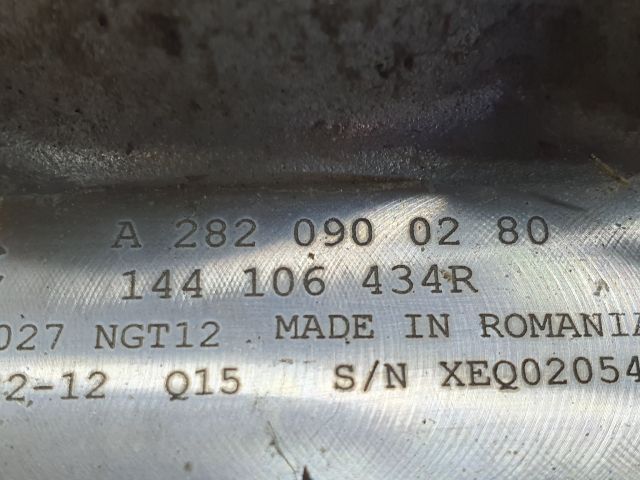 A 282 090 02 80
144 106 434R
027 NGT12 MADE IN ROMANIA
2-12 Q15 S/N XEQ02054